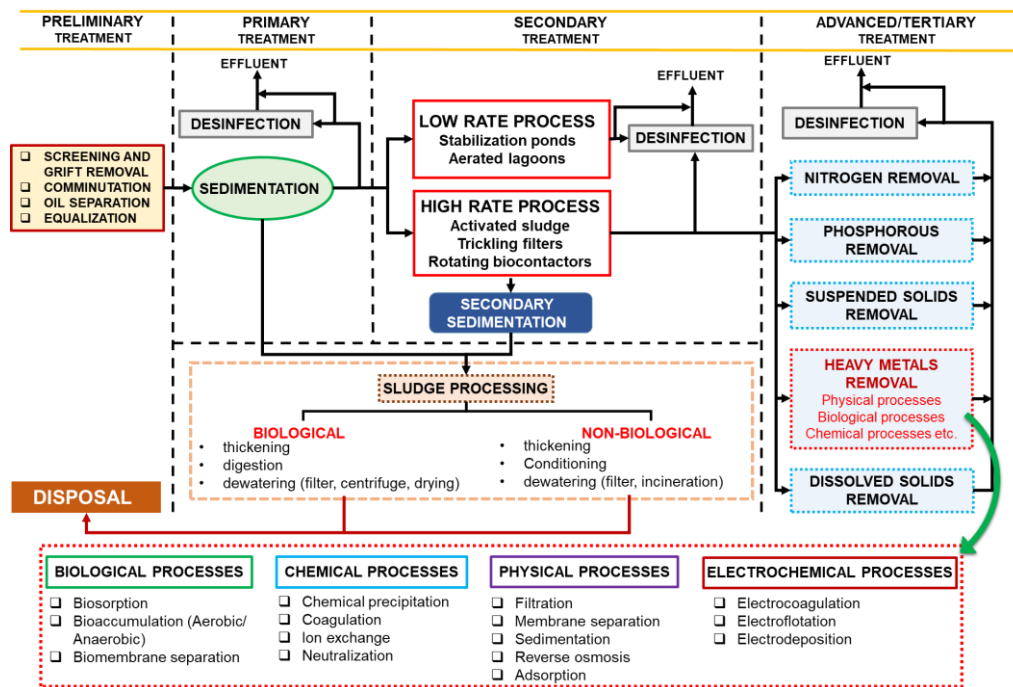 PRELIMINARY
TREATMENT
PRIMARY
TREATMENT
SECONDARY
TREATMENT
ADVANCED/TERTIARY
TREATMENT
EFFLUENT
EFFLUENT
EFFLUENT
DESINFECTION
DESINFECTION
DESINFECTION
SCREENING AND
GRIFT REMOVAL
COMMINUTATION
OIL SEPARATION
EQUALIZATION
SEDIMENTATION
LOW RATE PROCESS
Stabilization ponds
Aerated lagoons
HIGH RATE PROCESS
Activated sludge
Trickling filters
Rotating biocontactors
SECONDARY
SEDIMENTATION
NITROGEN REMOVAL
PHOSPHOROUS
REMOVAL
SUSPENDED SOLIDS
REMOVAL
HEAVY METALS
REMOVAL
Physical processes
Biological processes
Chemical processes etc.
DISSOLVED SOLIDS
REMOVAL
SLUDGE PROCESSING
BIOLOGICAL
• thickening
• digestion
• dewatering (filter, centrifuge, drying)
NON-BIOLOGICAL
• thickening
• Conditioning
• dewatering (filter, incineration)
DISPOSAL
BIOLOGICAL PROCESSES
Biosorption
Bioaccumulation (Aerobic/
Anaerobic)
Biomembrane separation
CHEMICAL PROCESSES
Chemical precipitation
Coagulation
Ion exchange
Neutralization
PHYSICAL PROCESSES
Filtration
Membrane separation
Sedimentation
Reverse osmosis
Adsorption
ELECTROCHEMICAL PROCESSES
Electrocoagulation
Electroflotation
Electrodeposition